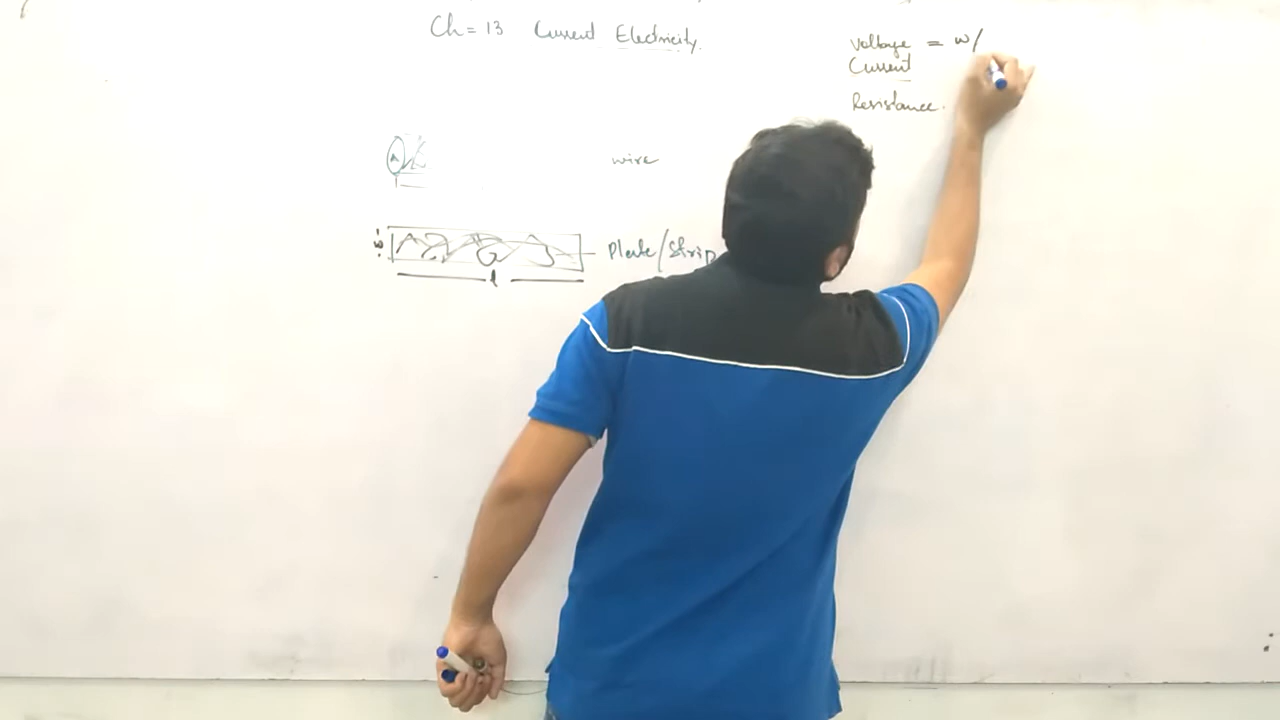 Ch = 13 Current Electricity.
Voltage = w/
Current
Resistance.
A
wire
Plate/Strip
l